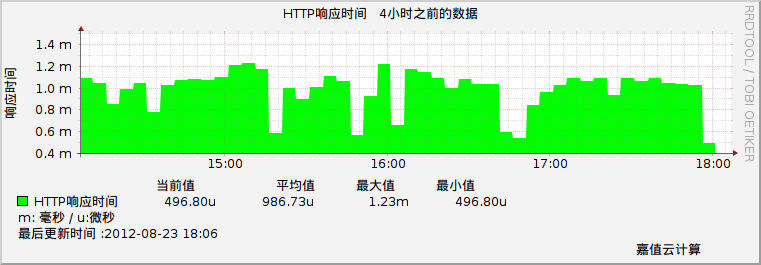 HTTP响应时间 4小时之前的数据
响应时间
1.4 m
1.2 m
1.0 m
0.8 m
0.6 m
0.4 m
15:00 16:00 17:00 18:00
RRDTOOL / TOBI OETIKER
当前值 平均值 最大值 最小值
HTTP响应时间 496.80u 986.73u 1.23m 496.80u
m: 毫秒 / u:微秒
最后更新时间 :2012-08-23 18:06
嘉值云计算